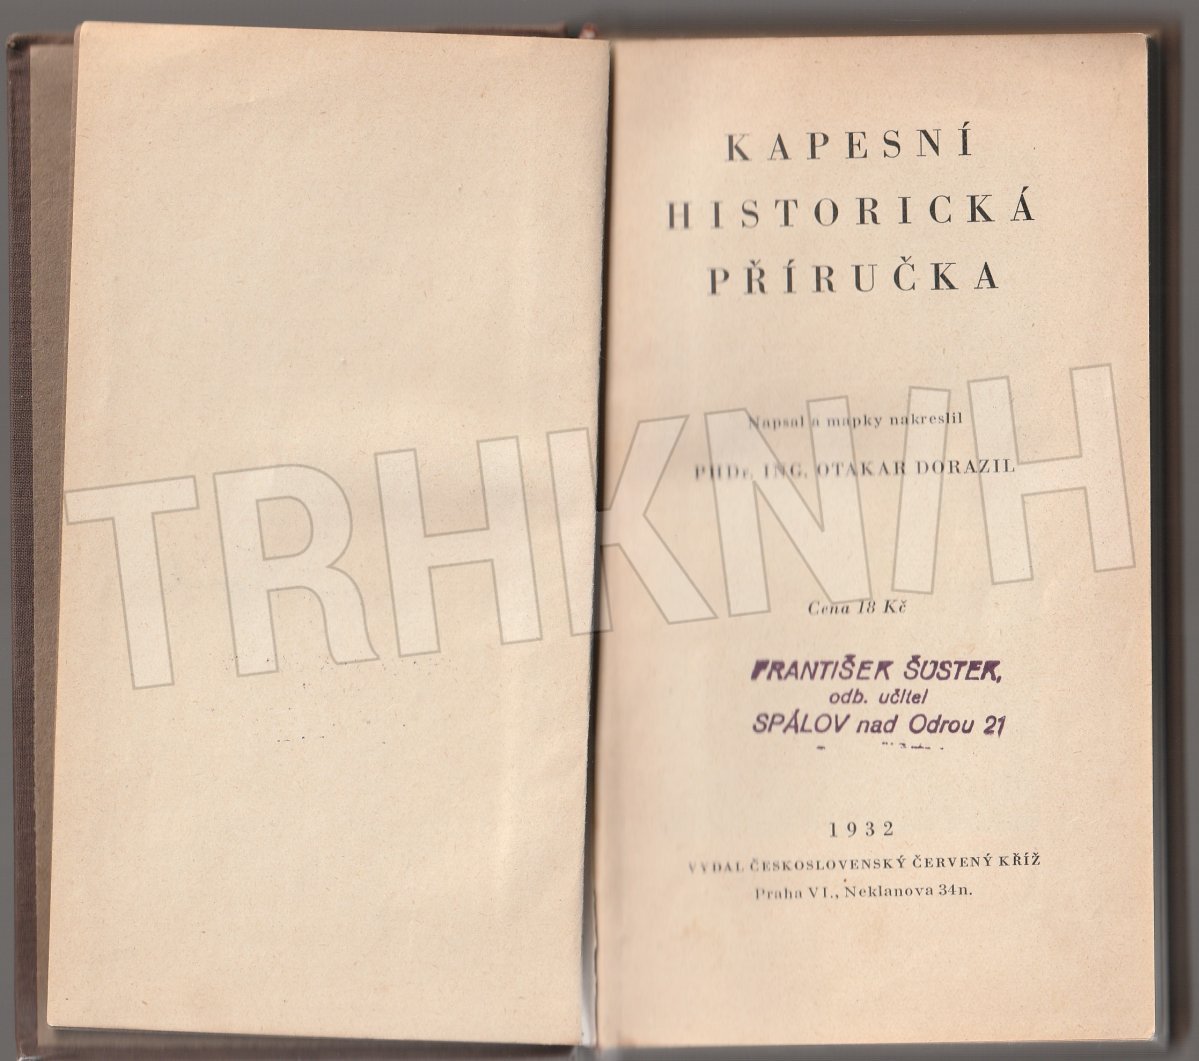 KAPESNÍ
HISTORICKÁ
PŘÍRUČKA
Napsal a mapky nakreslil
PHDr. ING. OTAKAR DORAZIL
TRHKNIH
Cena 18 Kč
FRANTIŠEK ŠUSTEK,
odb. učitel
SPÁLOV nad Odrou 21
1932
VYDAL ČESKOSLOVENSKÝ ČERVENÝ KŘÍŽ
Praha VI., Neklanova 34n.